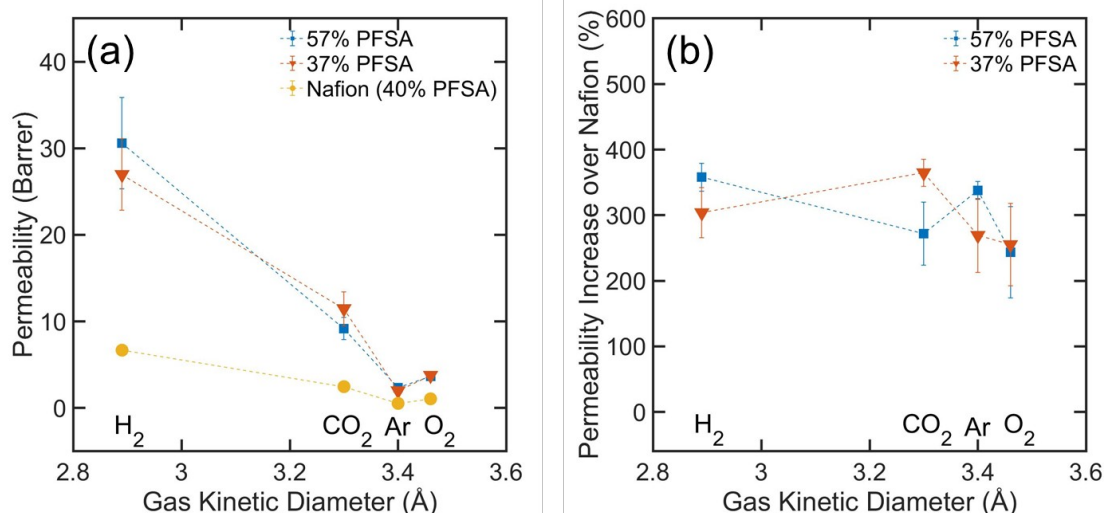 (a)
57% PFSA
37% PFSA
Nafion (40% PFSA)
Permeability (Barrer)
40
30
20
10
0
H2
CO2
Ar
O2
2.8
3
3.2
3.4
3.6
Gas Kinetic Diameter (Å)
(b)
57% PFSA
37% PFSA
Permeability Increase over Nafion (%)
600
500
400
300
200
100
0
H2
CO2
Ar
O2
2.8
3
3.2
3.4
3.6
Gas Kinetic Diameter (Å)